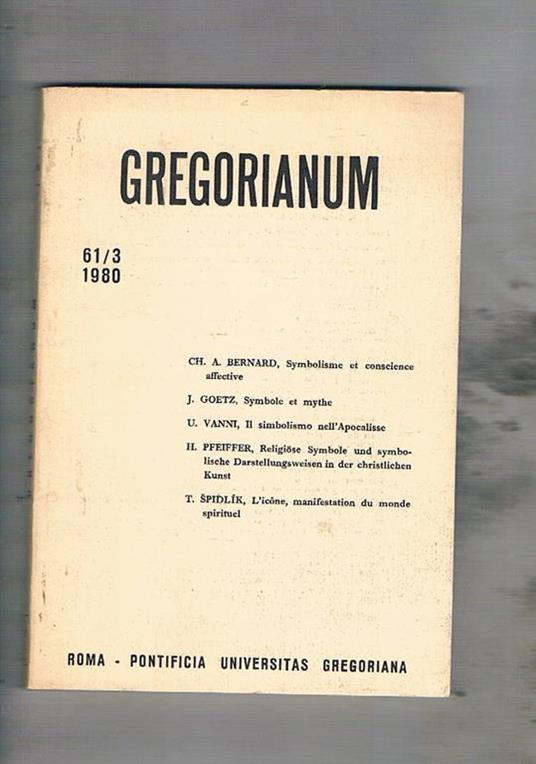 GREGORIANUM
61/3
1980
CH. A. BERNARD, Symbolisme et conscience
affective
J. GOETZ, Symbole et mythe
U. VANNI, Il simbolismo nell'Apocalisse
H. PFEIFFER, Religiöse Symbole und symbo-
lische Darstellungsweisen in der christlichen
Kunst
T. ŠPIDLÍK, L'icône, manifestation du monde
spirituel
ROMA - PONTIFICIA UNIVERSITAS GREGORIANA